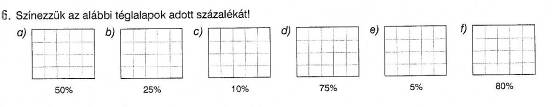 6. Színezzük az alábbi téglalapok adott százalékát!
a) b) c) d) e) f)
50% 25% 10% 75% 5% 80%